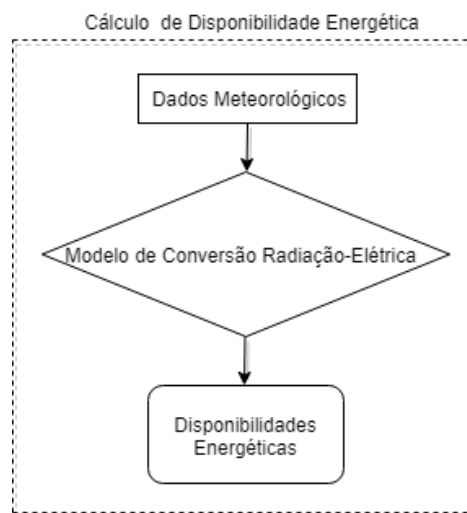 Cálculo de Disponibilidade Energética
Dados Meteorológicos
Modelo de Conversão Radiação-Elétrica
Disponibilidades
Energéticas